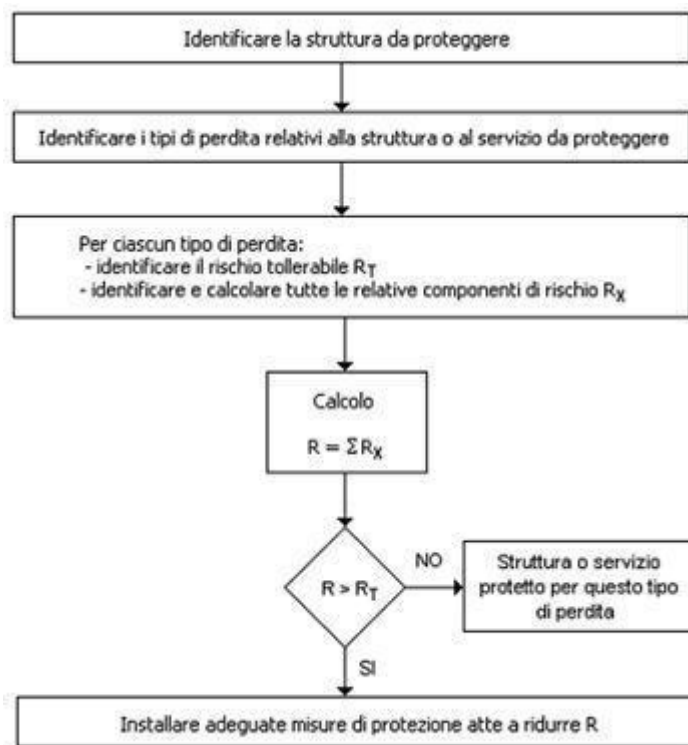 Identificare la struttura da proteggere
Identificare i tipi di perdita relativi alla struttura o al servizio da proteggere
Per ciascun tipo di perdita:
- identificare il rischio tollerabile RT
- identificare e calcolare tutte le relative componenti di rischio RX
Calcolo
R = ΣRX
R > RT
NO
Struttura o servizio
protetto per questo tipo
di perdita
SI
Installare adeguate misure di protezione atte a ridurre R